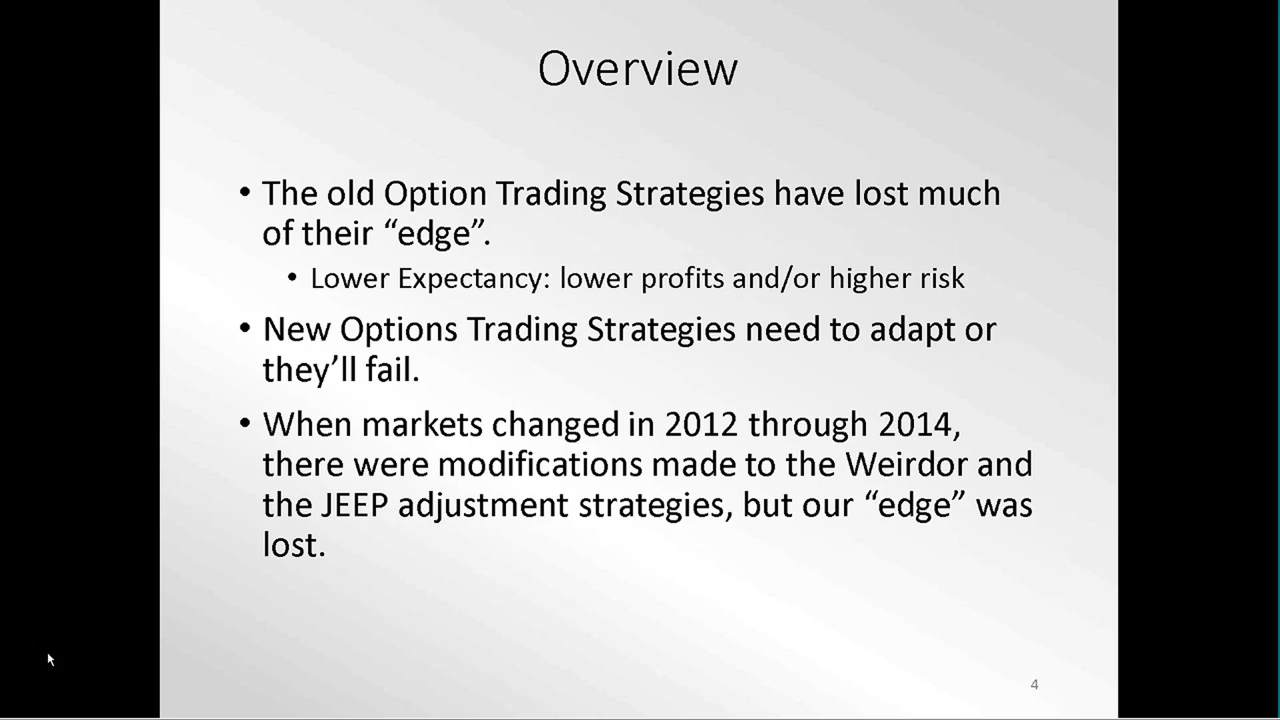 Overview
• The old Option Trading Strategies have lost much
of their “edge”.
• Lower Expectancy: lower profits and/or higher risk
• New Options Trading Strategies need to adapt or
they’ll fail.
• When markets changed in 2012 through 2014,
there were modifications made to the Weirdor and
the JEEP adjustment strategies, but our “edge” was
lost.
4